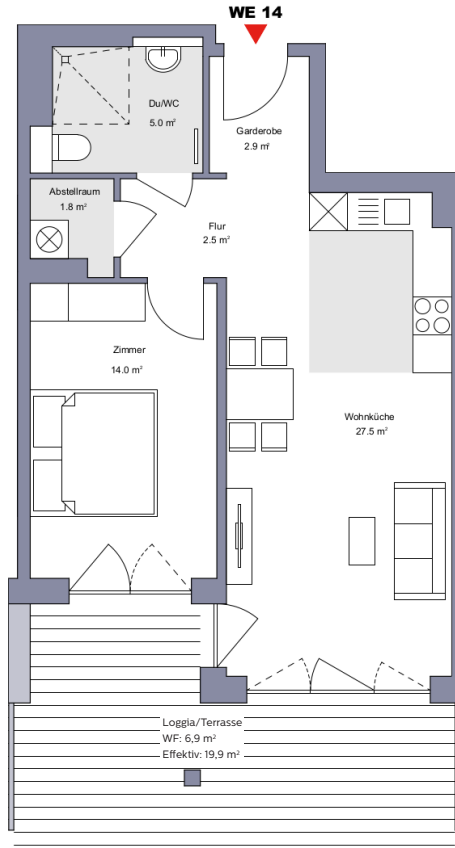 WE 14
Du/WC
5.0 m²
Garderobe
2.9 m²
Abstellraum
1.8 m²
Flur
2.5 m²
Zimmer
14.0 m²
Wohnküche
27.5 m²
Loggia/Terrasse
WF: 6,9 m²
Effektiv: 19,9 m²